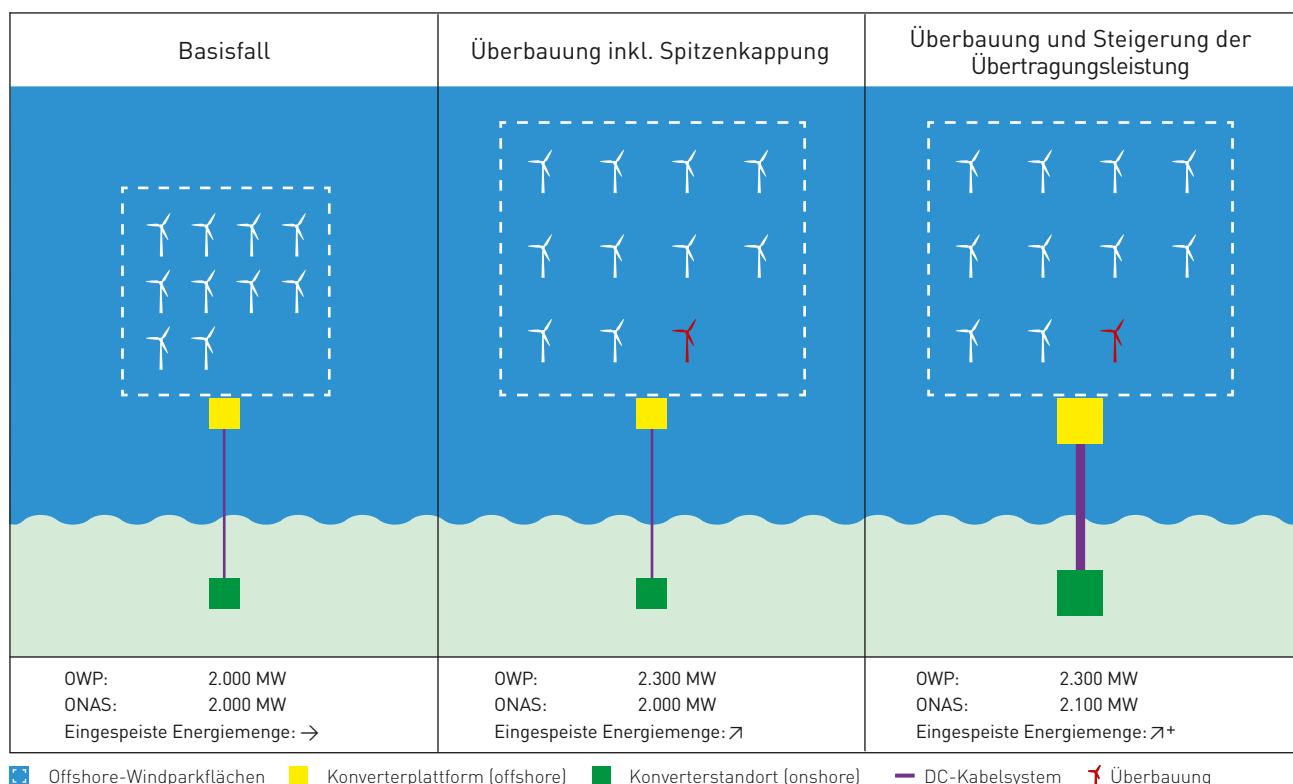 Basisfall
Überbauung inkl. Spitzenkappung
Überbauung und Steigerung der
Übertragungsleistung
OWP: 2.000 MW
ONAS: 2.000 MW
Eingespeiste Energiemenge: →
OWP: 2.300 MW
ONAS: 2.000 MW
Eingespeiste Energiemenge: ↗
OWP: 2.300 MW
ONAS: 2.100 MW
Eingespeiste Energiemenge: ↗+
Offshore-Windparkflächen Konverterplattform (offshore) Konverterstandort (onshore) DC-Kabelsystem Überbauung